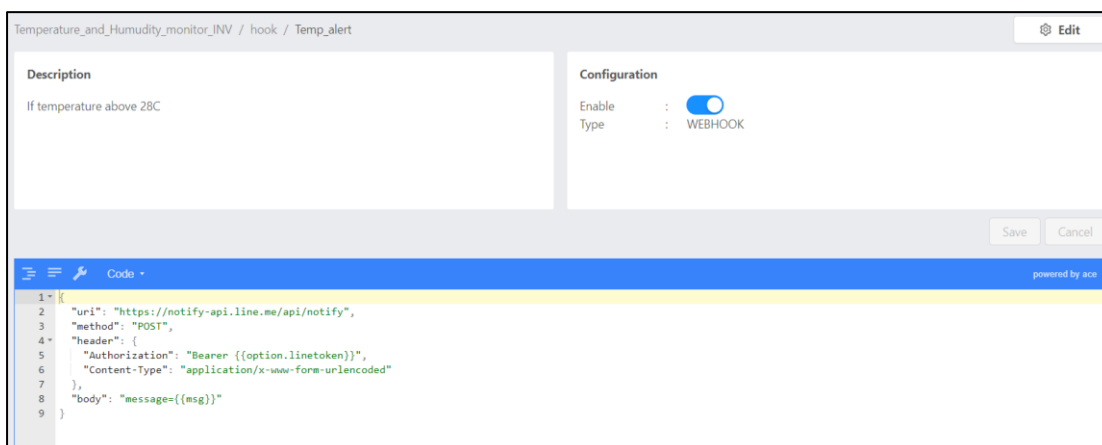 Temperature_and_Humudity_monitor_INV / hook / Temp_alert
Edit
Description
If temperature above 28C
Configuration
Enable :
Type : WEBHOOK
Save Cancel
Code powered by ace
1 {
2 "uri": "https://notify-api.line.me/api/notify",
3 "method": "POST",
4 "header": {
5 "Authorization": "Bearer {{option.linetoken}}",
6 "Content-Type": "application/x-www-form-urlencoded"
7 },
8 "body": "message={{msg}}"
9 }